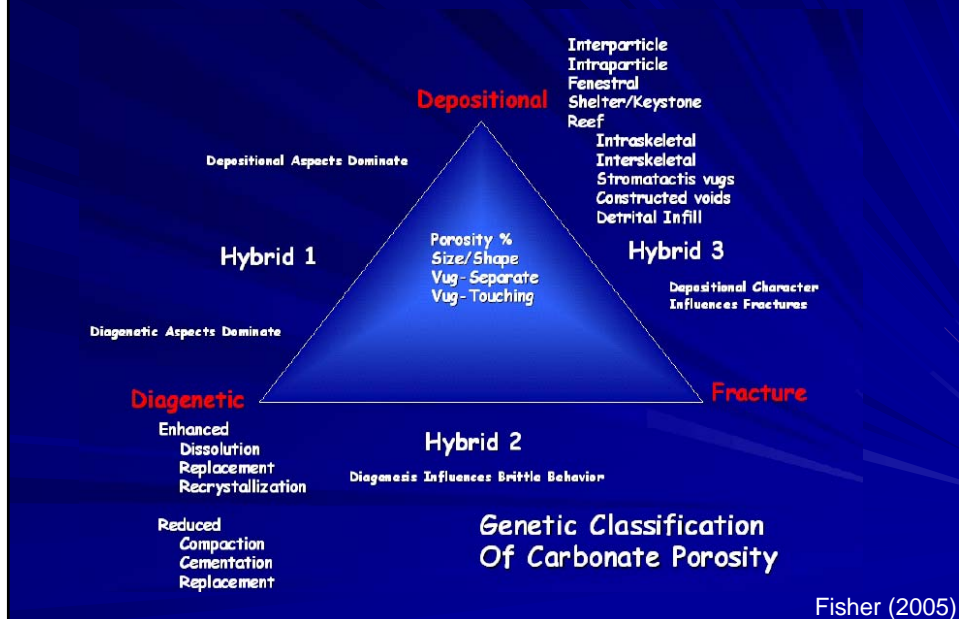 Interparticle
Intraparticle
Fenestral
Shelter/Keystone
Reef
Intraskeletal
Interskeletal
Stromatactis vugs
Constructed voids
Detrital Infill
Depositional
Depositional Aspects Dominate
Porosity %
Size/Shape
Vug-Separate
Vug-Touching
Hybrid 1
Hybrid 3
Depositional Character
Influences Fractures
Diagenatic Aspects Dominate
Diagenetic
Fracture
Enhanced
Dissolution
Replacement
Recrystallization
Reduced
Compaction
Cementation
Replacement
Hybrid 2
Diagenesis Influences Brittle Behavior
Genetic Classification
Of Carbonate Porosity
Fisher (2005)